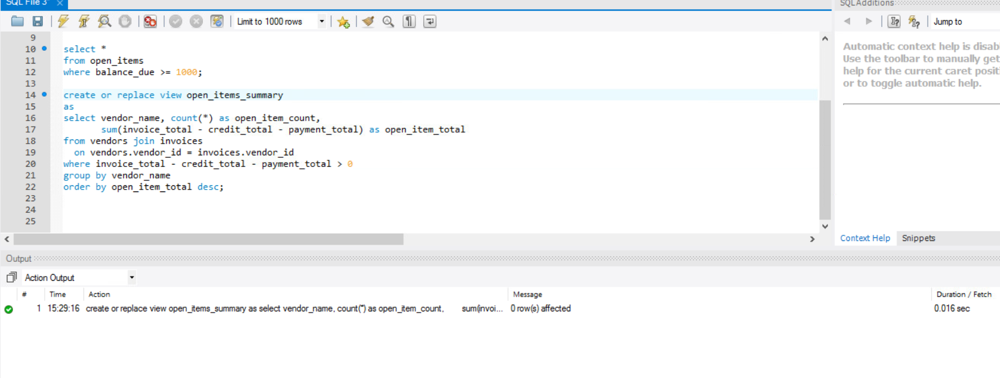 SQL File 3* ×
SQLAdditions
Limit to 1000 rows
Jump to
9
10 select *
11 from open_items
12 where balance_due >= 1000;
13
14 create or replace view open_items_summary
15 as
16 select vendor_name, count(*) as open_item_count,
17 sum(invoice_total - credit_total - payment_total) as open_item_total
18 from vendors join invoices
19 on vendors.vendor_id = invoices.vendor_id
20 where invoice_total - credit_total - payment_total > 0
21 group by vendor_name
22 order by open_item_total desc;
23
24
25
Automatic context help is disabl
Use the toolbar to manually get
help for the current caret positi
or to toggle automatic help.
Context Help Snippets
Output
Action Output
# Time Action Message Duration / Fetch
1 15:29:16 create or replace view open_items_summary as select vendor_name, count(*) as open_item_count, sum(invoi... 0 row(s) affected 0.016 sec